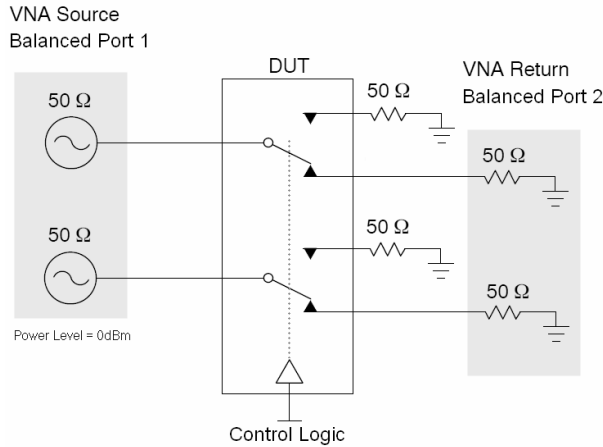 VNA Source
Balanced Port 1
DUT
VNA Return
Balanced Port 2
50 Ω
50 Ω
50 Ω
50 Ω
50 Ω
50 Ω
Power Level = 0dBm
Control Logic